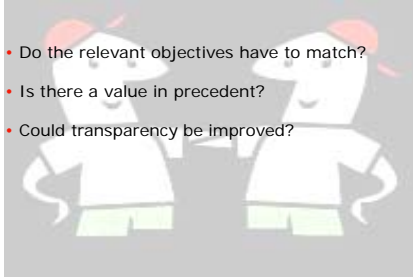 • Do the relevant objectives have to match?
• Is there a value in precedent?
• Could transparency be improved?